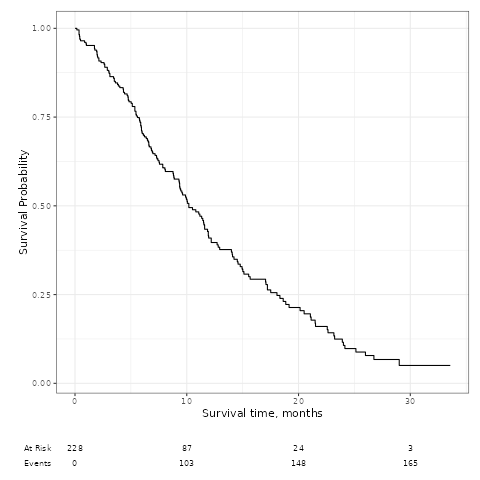 1.00
0.75
0.50
0.25
0.00
Survival Probability
0 10 20 30
Survival time, months
At Risk 228 87 24 3
Events 0 103 148 165